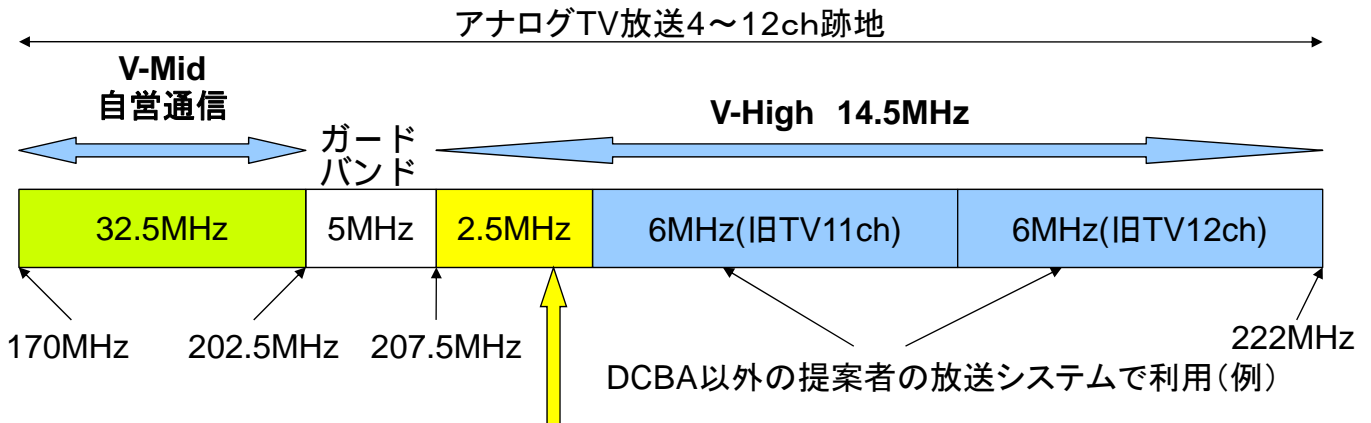 アナログTV放送4～12ch跡地
V-Mid
自営通信
ガード
バンド
V-High 14.5MHz
32.5MHz
5MHz
2.5MHz
6MHz(旧TV11ch)
6MHz(旧TV12ch)
170MHz
202.5MHz
207.5MHz
222MHz
DCBA以外の提案者の放送システムで利用（例）